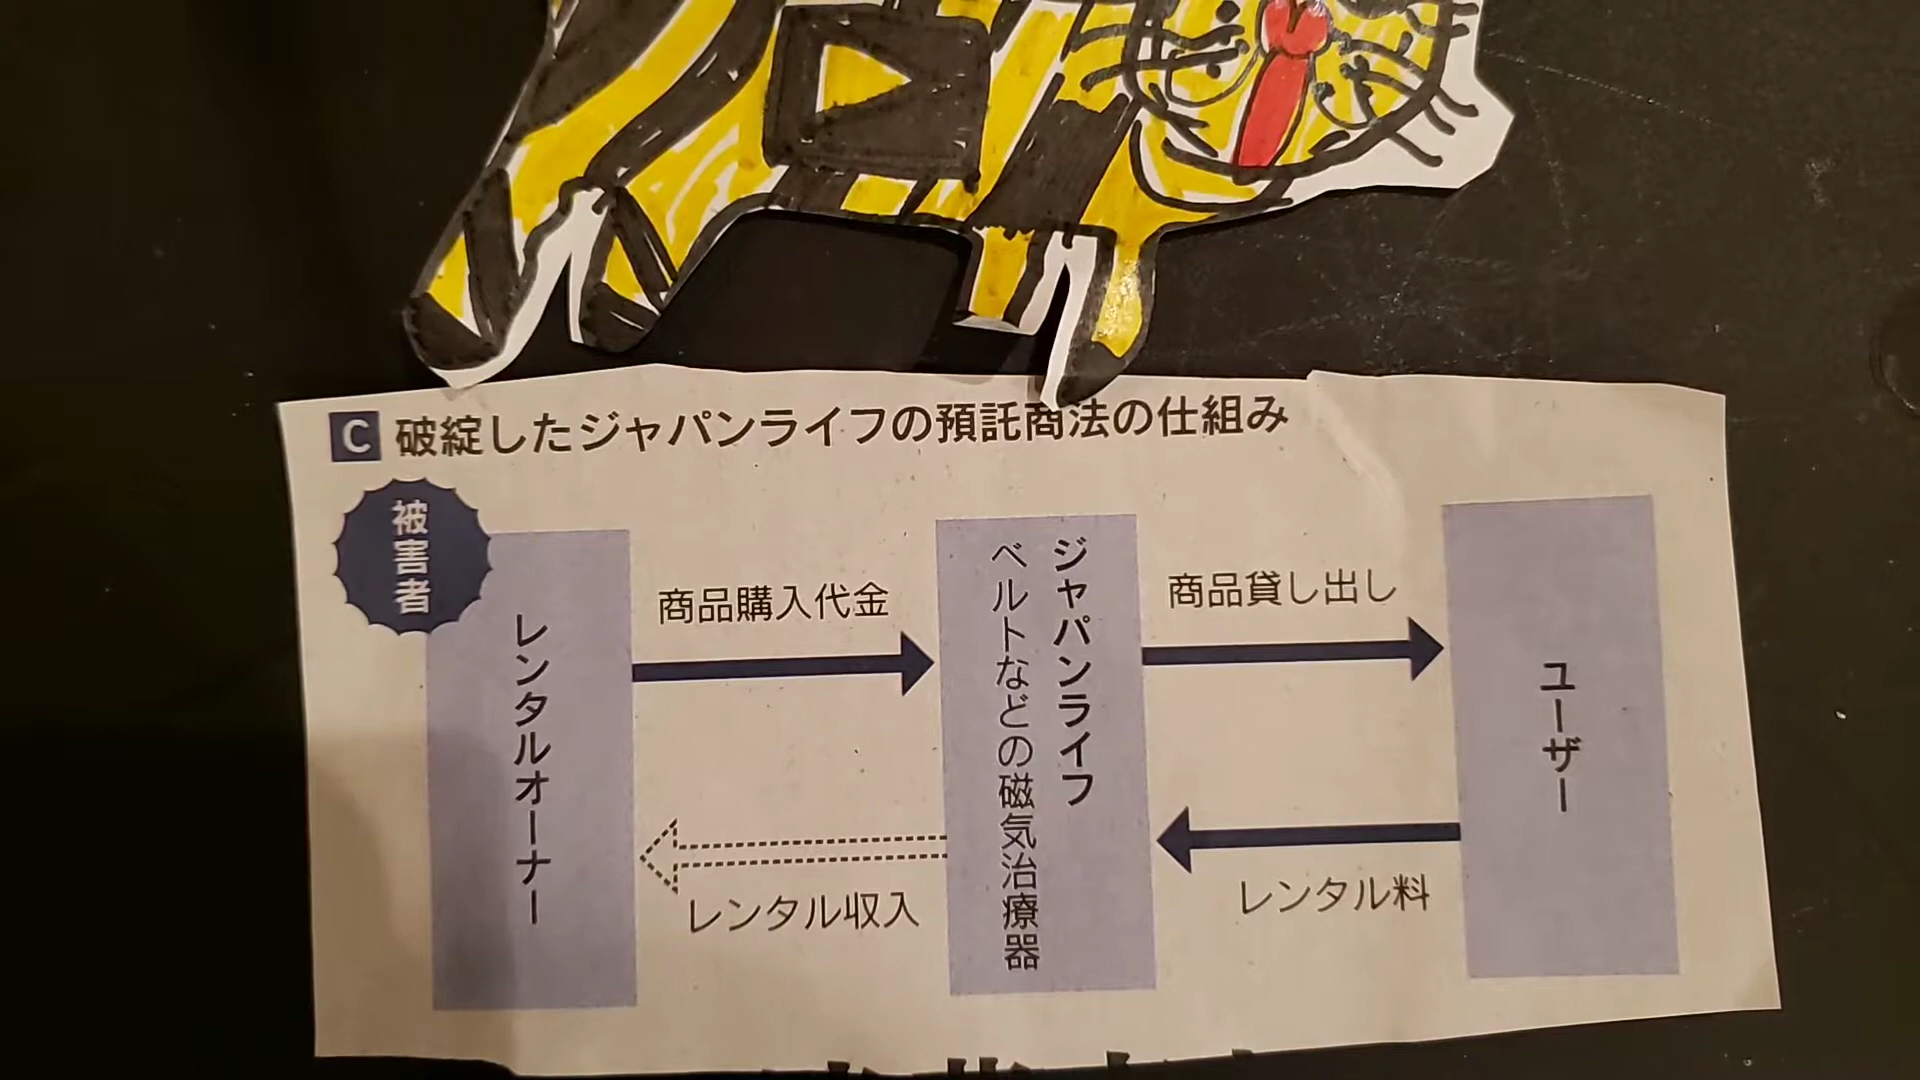 C 破綻したジャパンライフの預託商法の仕組み
被害者
レンタルオーナー
商品購入代金
レンタル収入
ジャパンライフ
ベルトなどの磁気治療器
商品貸し出し
レンタル料
ユーザー